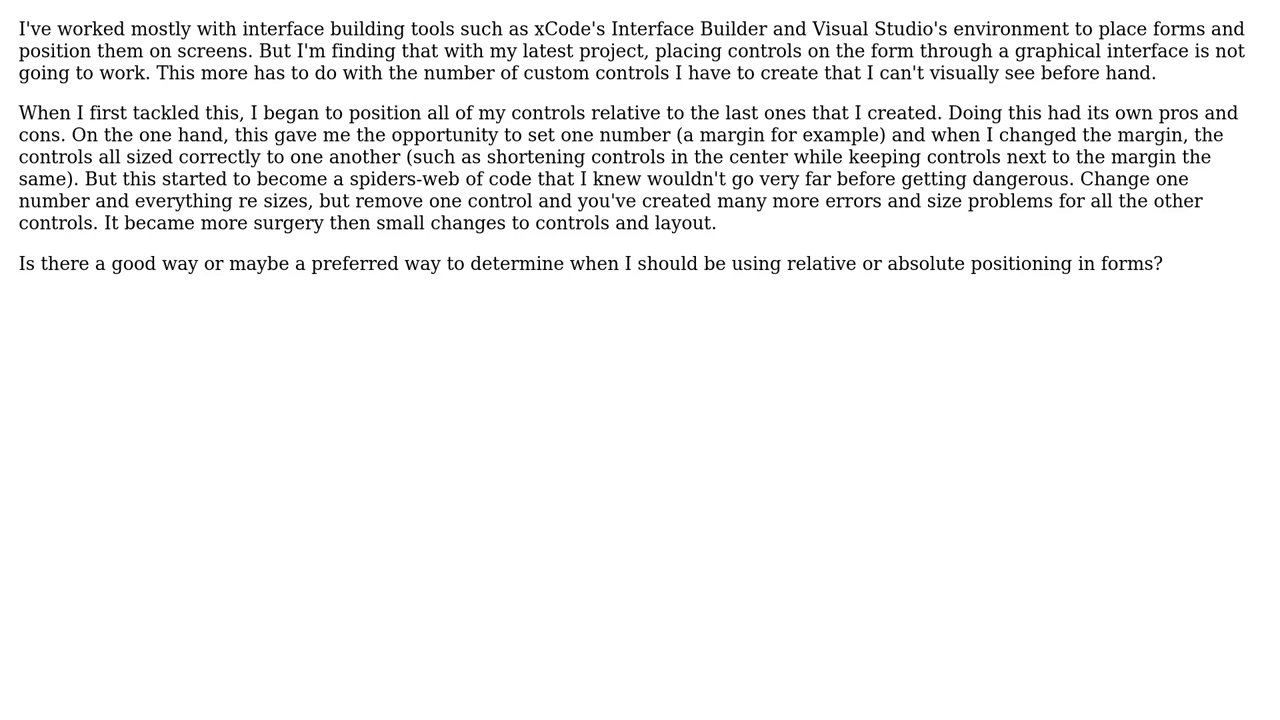 I've worked mostly with interface building tools such as xCode's Interface Builder and Visual Studio's environment to place forms and
position them on screens. But I'm finding that with my latest project, placing controls on the form through a graphical interface is not
going to work. This more has to do with the number of custom controls I have to create that I can't visually see before hand.
When I first tackled this, I began to position all of my controls relative to the last ones that I created. Doing this had its own pros and
cons. On the one hand, this gave me the opportunity to set one number (a margin for example) and when I changed the margin, the
controls all sized correctly to one another (such as shortening controls in the center while keeping controls next to the margin the
same). But this started to become a spiders-web of code that I knew wouldn't go very far before getting dangerous. Change one
number and everything re sizes, but remove one control and you've created many more errors and size problems for all the other
controls. It became more surgery then small changes to controls and layout.
Is there a good way or maybe a preferred way to determine when I should be using relative or absolute positioning in forms?